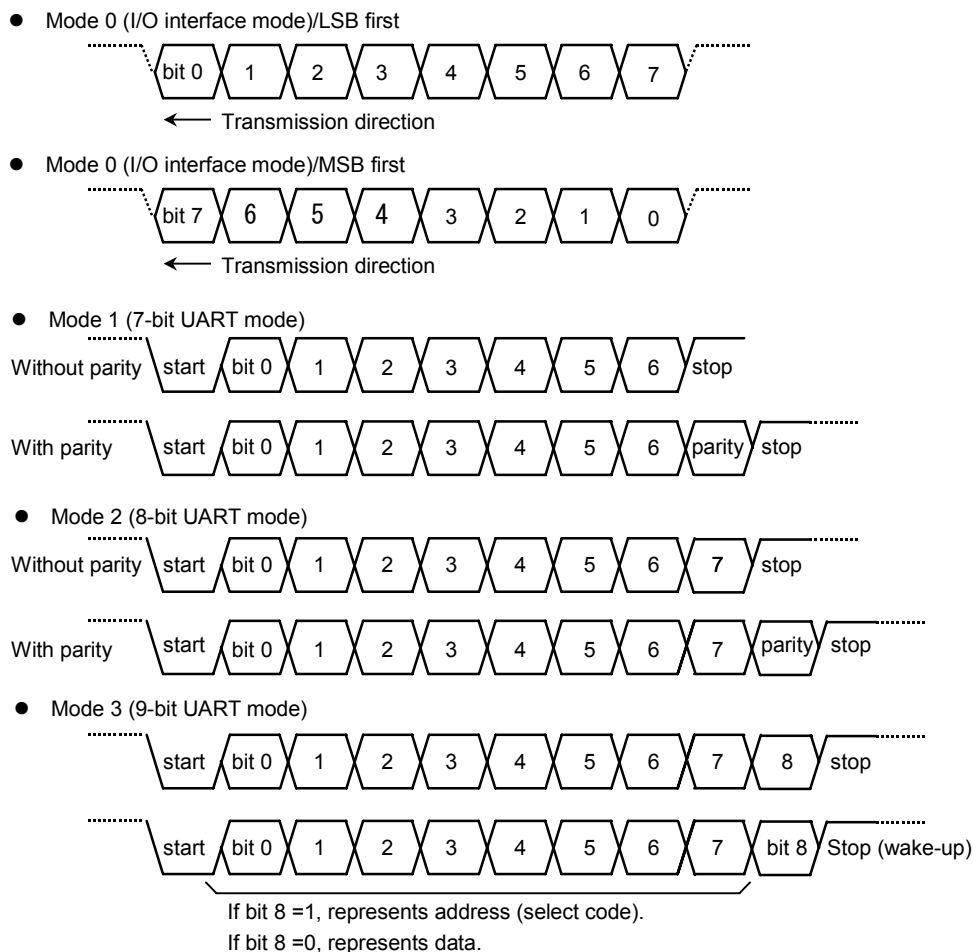 ● Mode 0 (I/O interface mode)/LSB first
bit 0 1 2 3 4 5 6 7
← Transmission direction
● Mode 0 (I/O interface mode)/MSB first
bit 7 6 5 4 3 2 1 0
← Transmission direction
● Mode 1 (7-bit UART mode)
Without parity start bit 0 1 2 3 4 5 6 stop
With parity start bit 0 1 2 3 4 5 6 parity stop
● Mode 2 (8-bit UART mode)
Without parity start bit 0 1 2 3 4 5 6 7 stop
With parity start bit 0 1 2 3 4 5 6 7 parity stop
● Mode 3 (9-bit UART mode)
start bit 0 1 2 3 4 5 6 7 8 stop
start bit 0 1 2 3 4 5 6 7 bit 8 Stop (wake-up)
If bit 8 =1, represents address (select code).
If bit 8 =0, represents data.